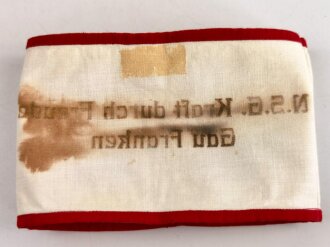 N.S.G. Kraft durch Freude
Gau Franken